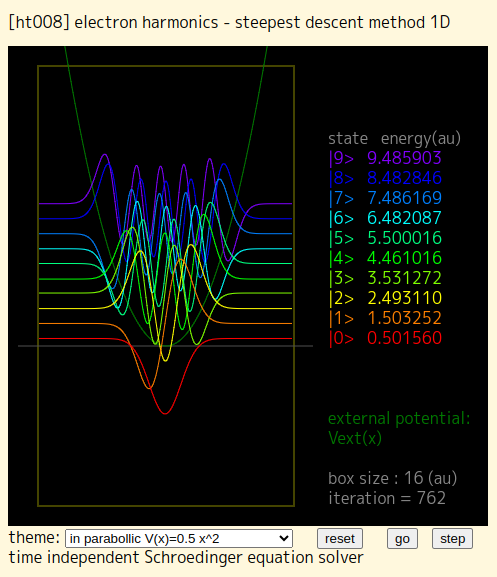 [ht008] electron harmonics - steepest descent method 1D
state energy(au)
|9> 9.485903
|8> 8.482846
|7> 7.486169
|6> 6.482087
|5> 5.500016
|4> 4.461016
|3> 3.531272
|2> 2.493110
|1> 1.503252
|0> 0.501560
external potential:
Vext(x)
box size : 16 (au)
iteration = 762
theme: in parabollic V(x)=0.5 x^2 reset go step
time independent Schroedinger equation solver